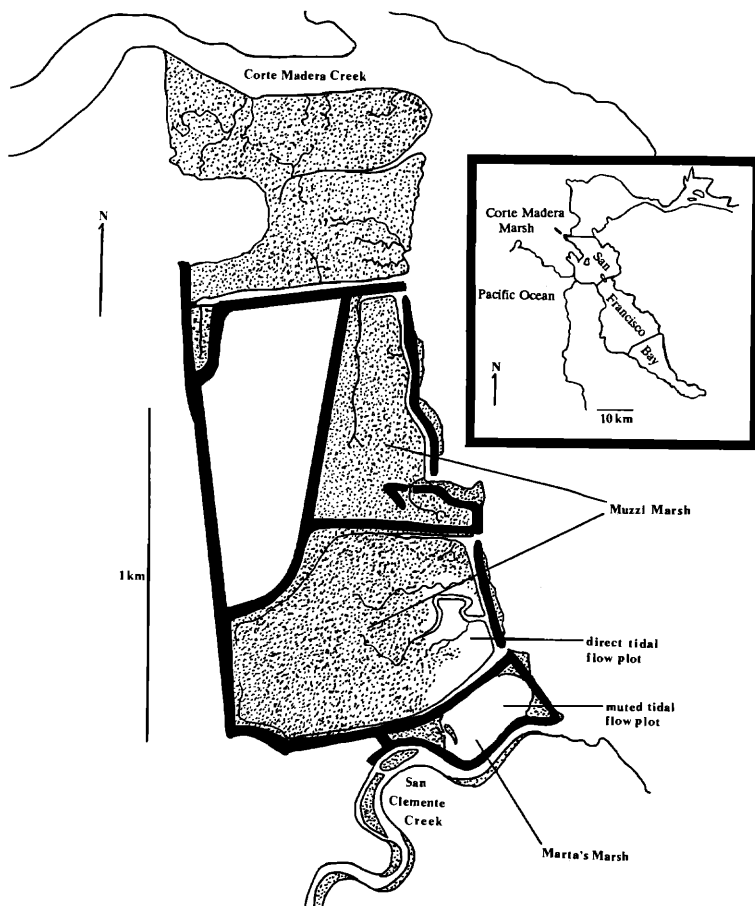 Corte Madera Creek
N
Corte Madera
Marsh
San
Francisco
Bay
Pacific Ocean
N
10 km
Muzzi Marsh
1 km
direct tidal
flow plot
muted tidal
flow plot
San
Clemente
Creek
Marta's Marsh